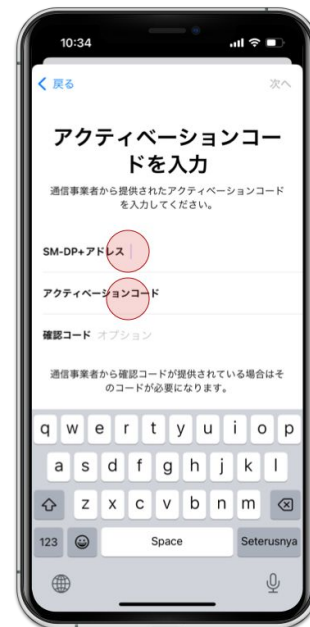 10:34
戻る
次へ
アクティベーションコー
ドを入力
通信事業者から提供されたアクティベーションコード
を入力してください。
SM-DP+アドレス
アクティベーションコード
確認コード オプション
通信事業者から確認コードが提供されている場合はそ
のコードが必要になります。
q w e r t y u i o p
a s d f g h j k l
z x c v b n m
123 Space Seterusnya